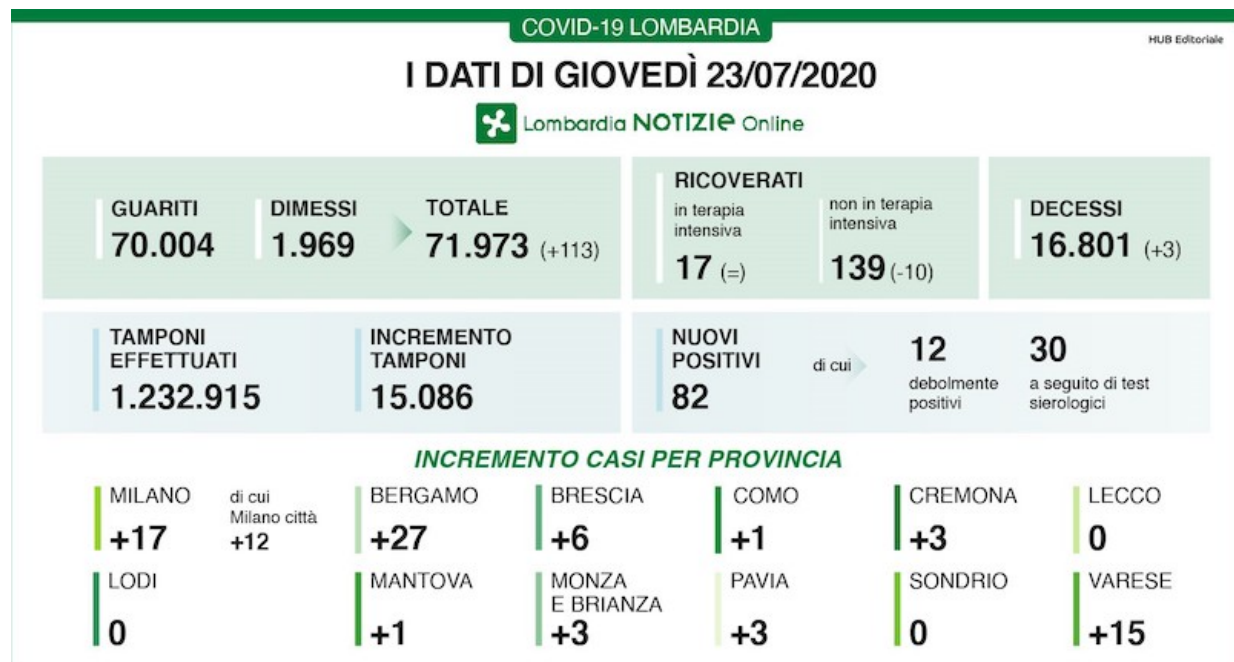 COVID-19 LOMBARDIA
HUB Editoriale
I DATI DI GIOVEDÌ 23/07/2020
Lombardia NOTIZIE Online
GUARITI
70.004
DIMESSI
1.969
TOTALE
71.973 (+113)
RICOVERATI
in terapia
intensiva
17 (=)
non in terapia
intensiva
139 (-10)
DECESSI
16.801 (+3)
TAMPONI
EFFETTUATI
1.232.915
INCREMENTO
TAMPONI
15.086
NUOVI
POSITIVI
82
di cui
12
debolmente
positivi
30
a seguito di test
sierologici
INCREMENTO CASI PER PROVINCIA
MILANO
+17
di cui
Milano città
+12
BERGAMO
+27
BRESCIA
+6
COMO
+1
CREMONA
+3
LECCO
0
LODI
0
MANTOVA
+1
MONZA
E BRIANZA
+3
PAVIA
+3
SONDRIO
0
VARESE
+15